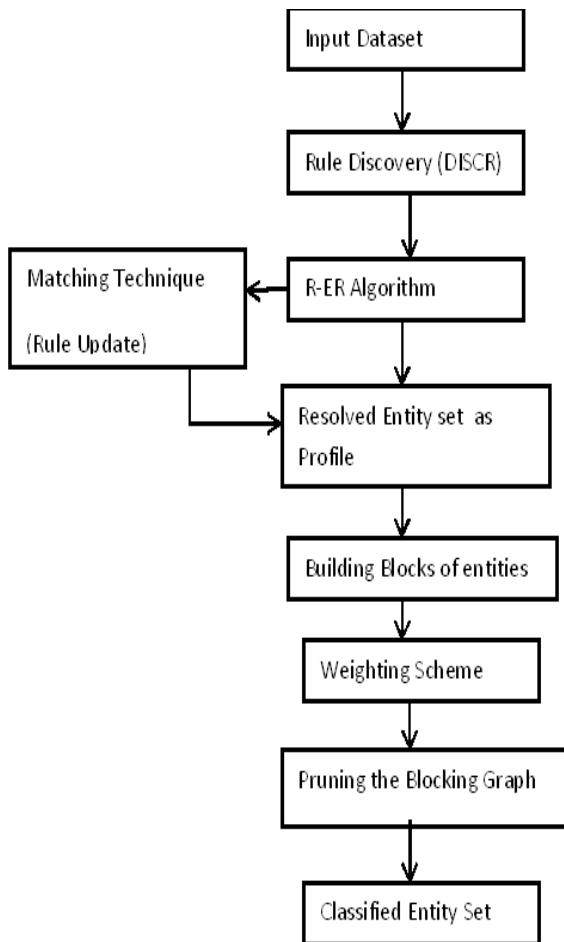 Input Dataset
Rule Discovery (DISCR)
Matching Technique
(Rule Update)
R-ER Algorithm
Resolved Entity set as
Profile
Building Blocks of entities
Weighting Scheme
Pruning the Blocking Graph
Classified Entity Set